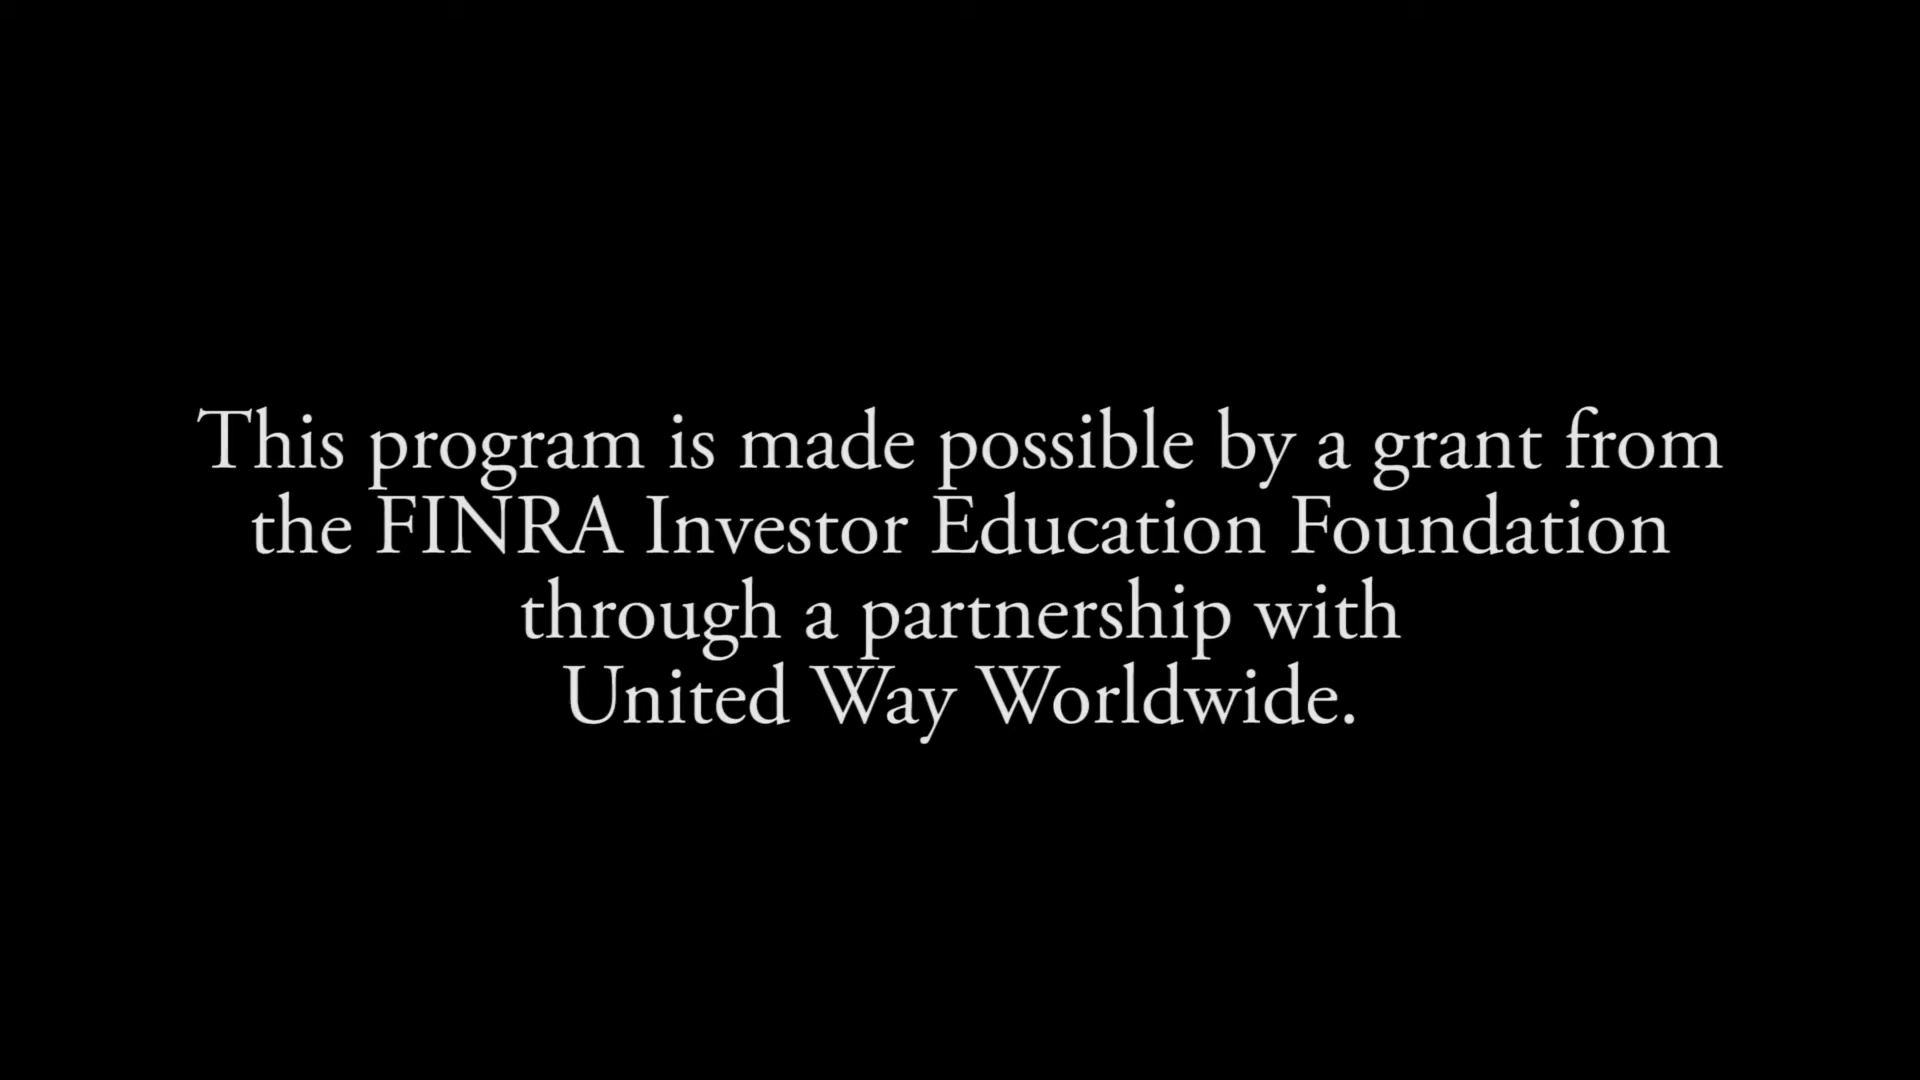 This program is made possible by a grant from
the FINRA Investor Education Foundation
through a partnership with
United Way Worldwide.